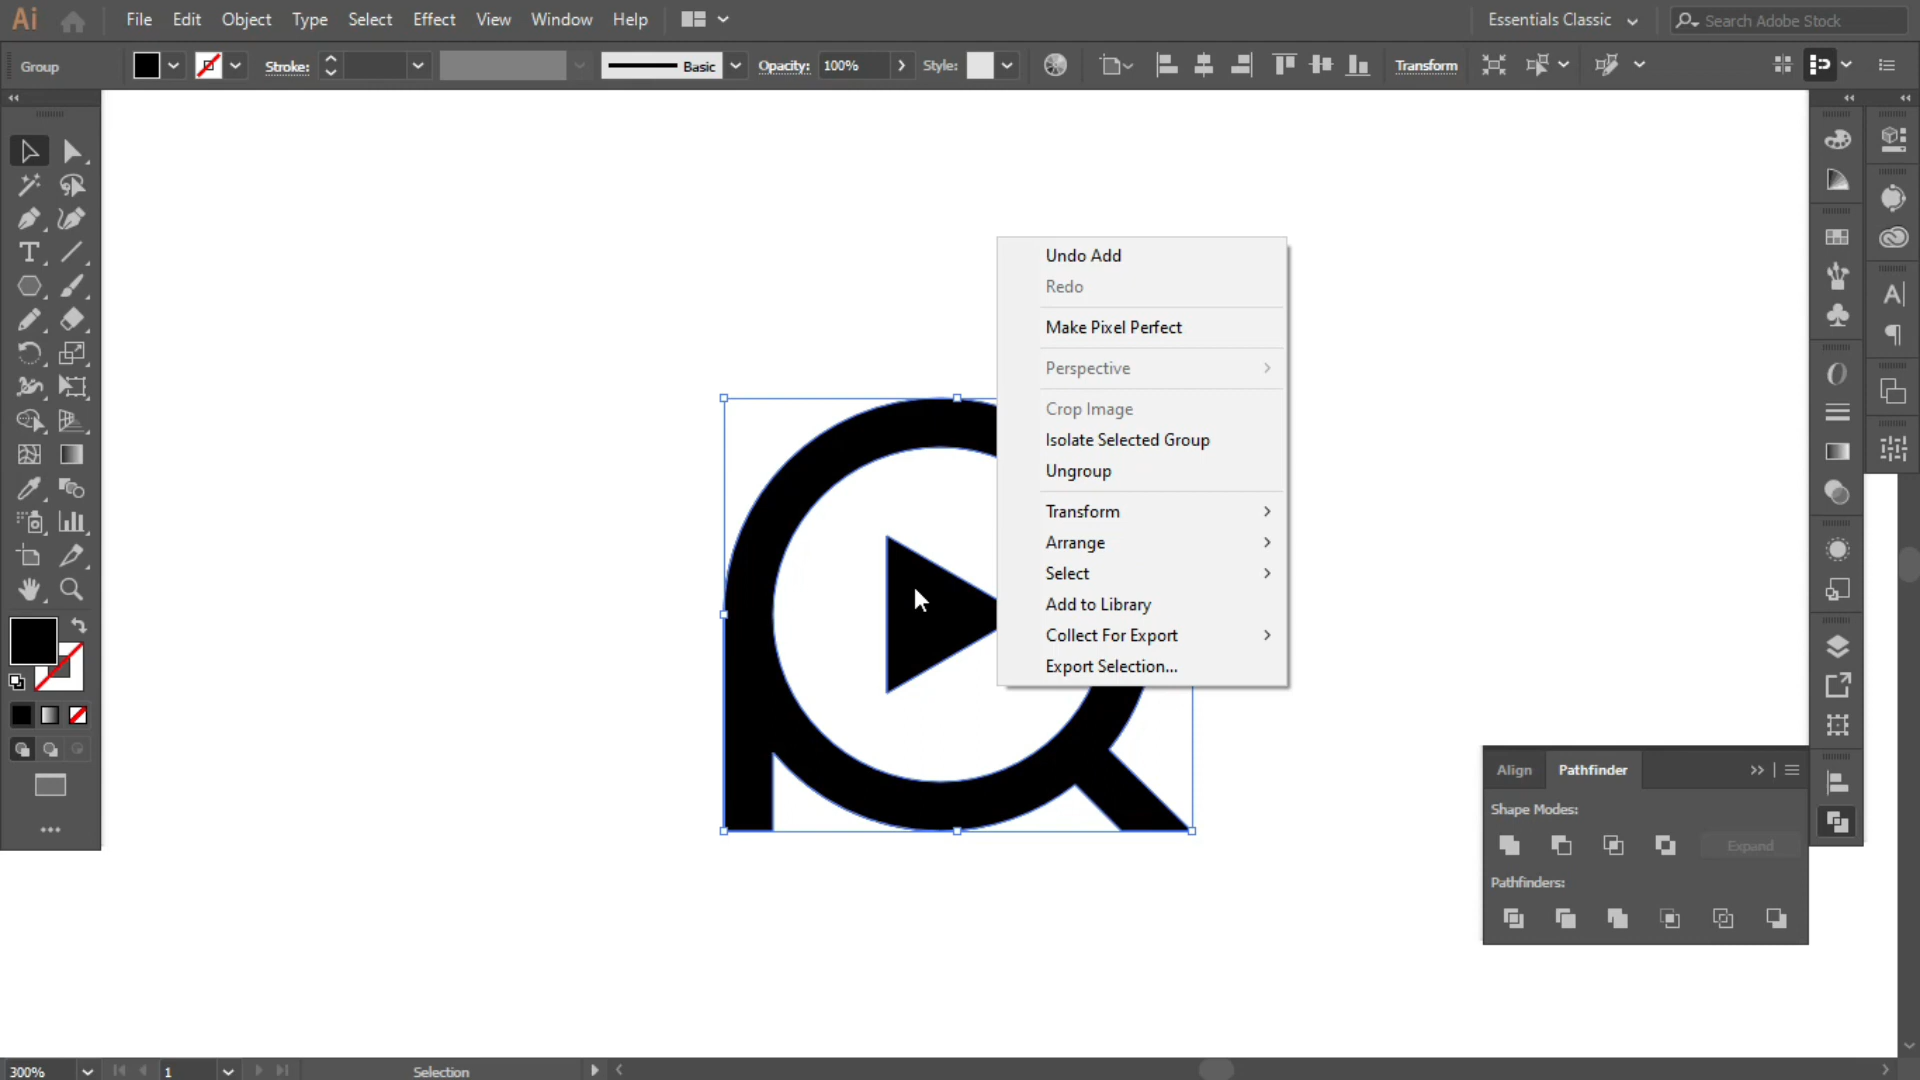 Ai File Edit Object Type Select Effect View Window Help Essentials Classic Search Adobe Stock
Group Stroke: Basic Opacity: 100% Style: Transform
Undo Add
Redo
Make Pixel Perfect
Perspective
Crop Image
Isolate Selected Group
Ungroup
Transform
Arrange
Select
Add to Library
Collect For Export
Export Selection...
Align Pathfinder
Shape Modes:
Expand
Pathfinders:
300% 1 Selection